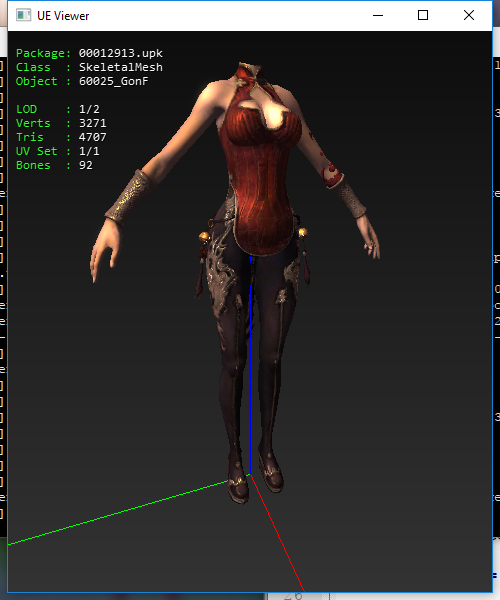 UE Viewer
Package: 00012913.upk
Class : SkeletalMesh
Object : 60025_GonF
LOD : 1/2
Verts : 3271
Tris : 4707
UV Set : 1/1
Bones : 92